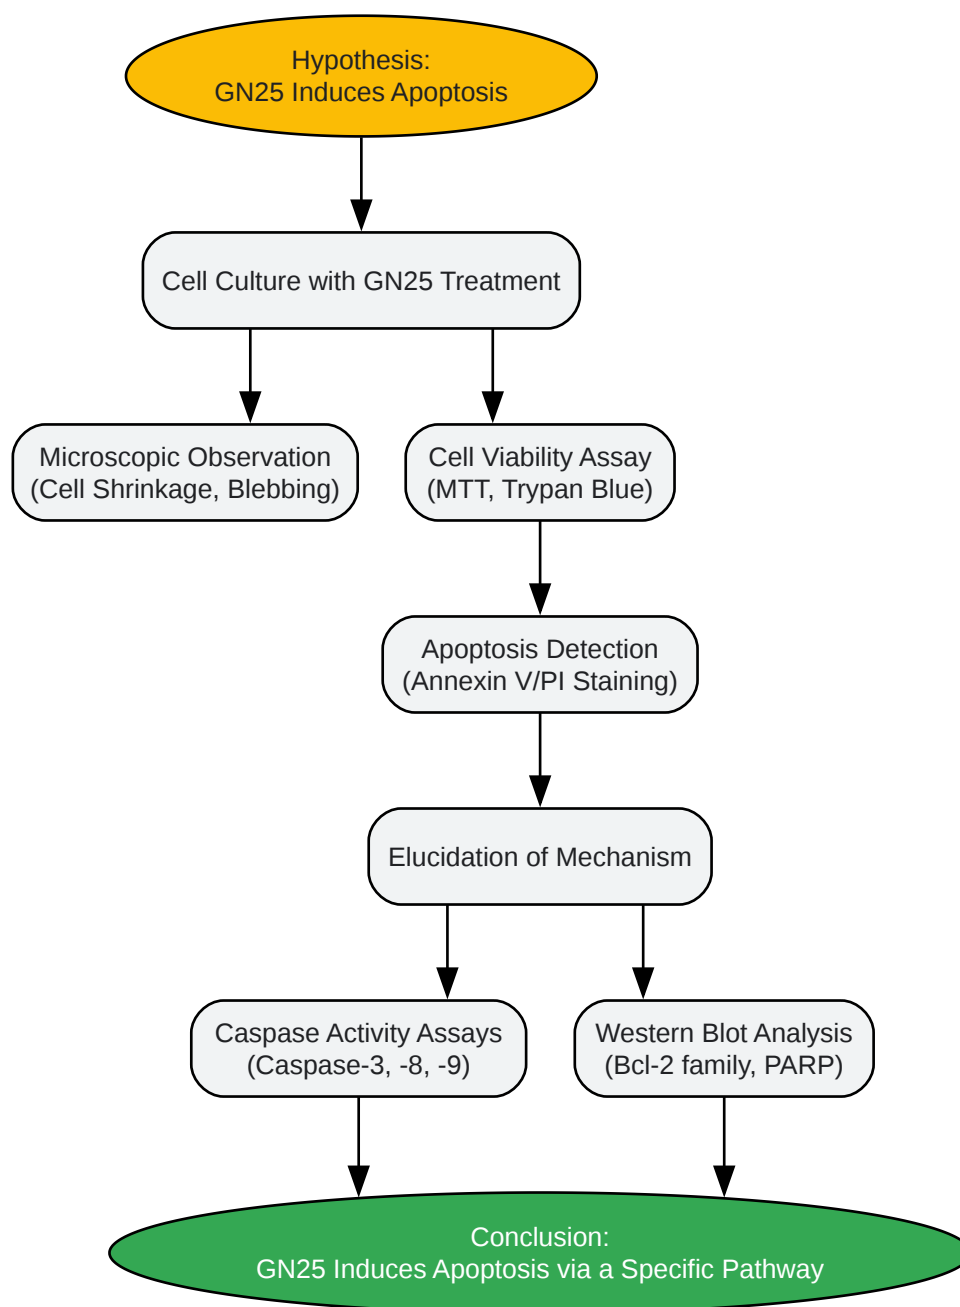 Hypothesis:
GN25 Induces Apoptosis
Cell Culture with GN25 Treatment
Microscopic Observation
(Cell Shrinkage, Blebbing)
Cell Viability Assay
(MTT, Trypan Blue)
Apoptosis Detection
(Annexin V/PI Staining)
Elucidation of Mechanism
Caspase Activity Assays
(Caspase-3, -8, -9)
Western Blot Analysis
(Bcl-2 family, PARP)
Conclusion:
GN25 Induces Apoptosis via a Specific Pathway